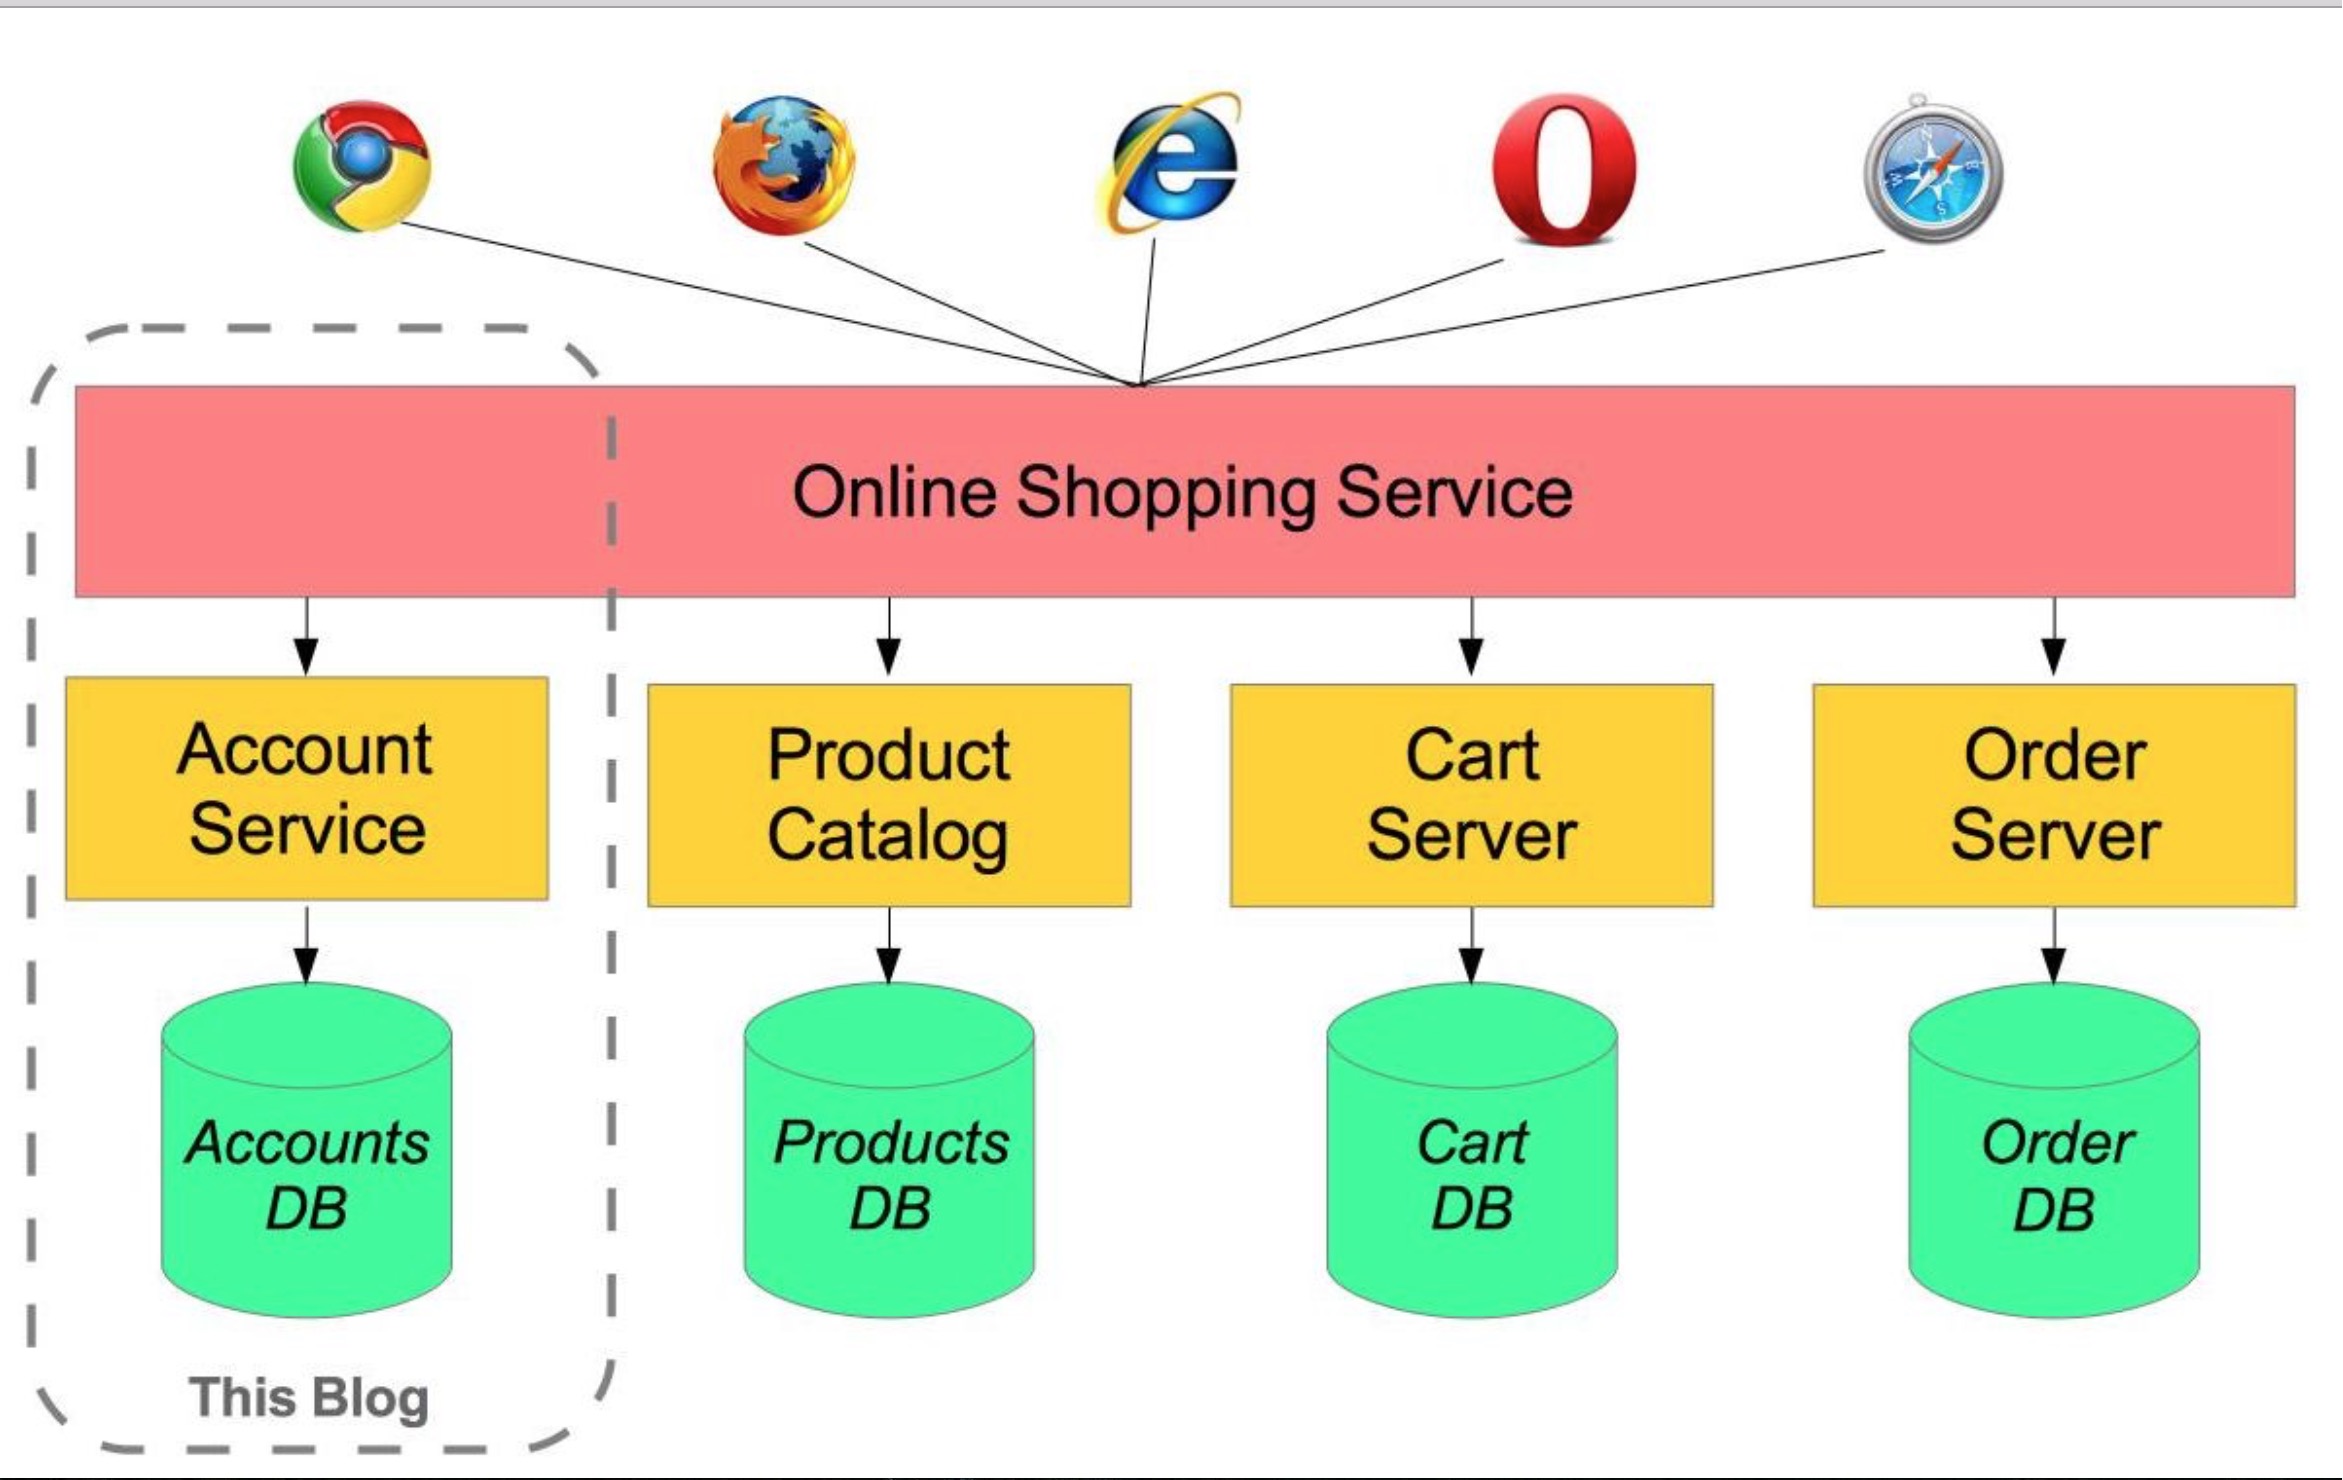 Online Shopping Service
Account
Service
Product
Catalog
Cart
Server
Order
Server
Accounts
DB
Products
DB
Cart
DB
Order
DB
This Blog